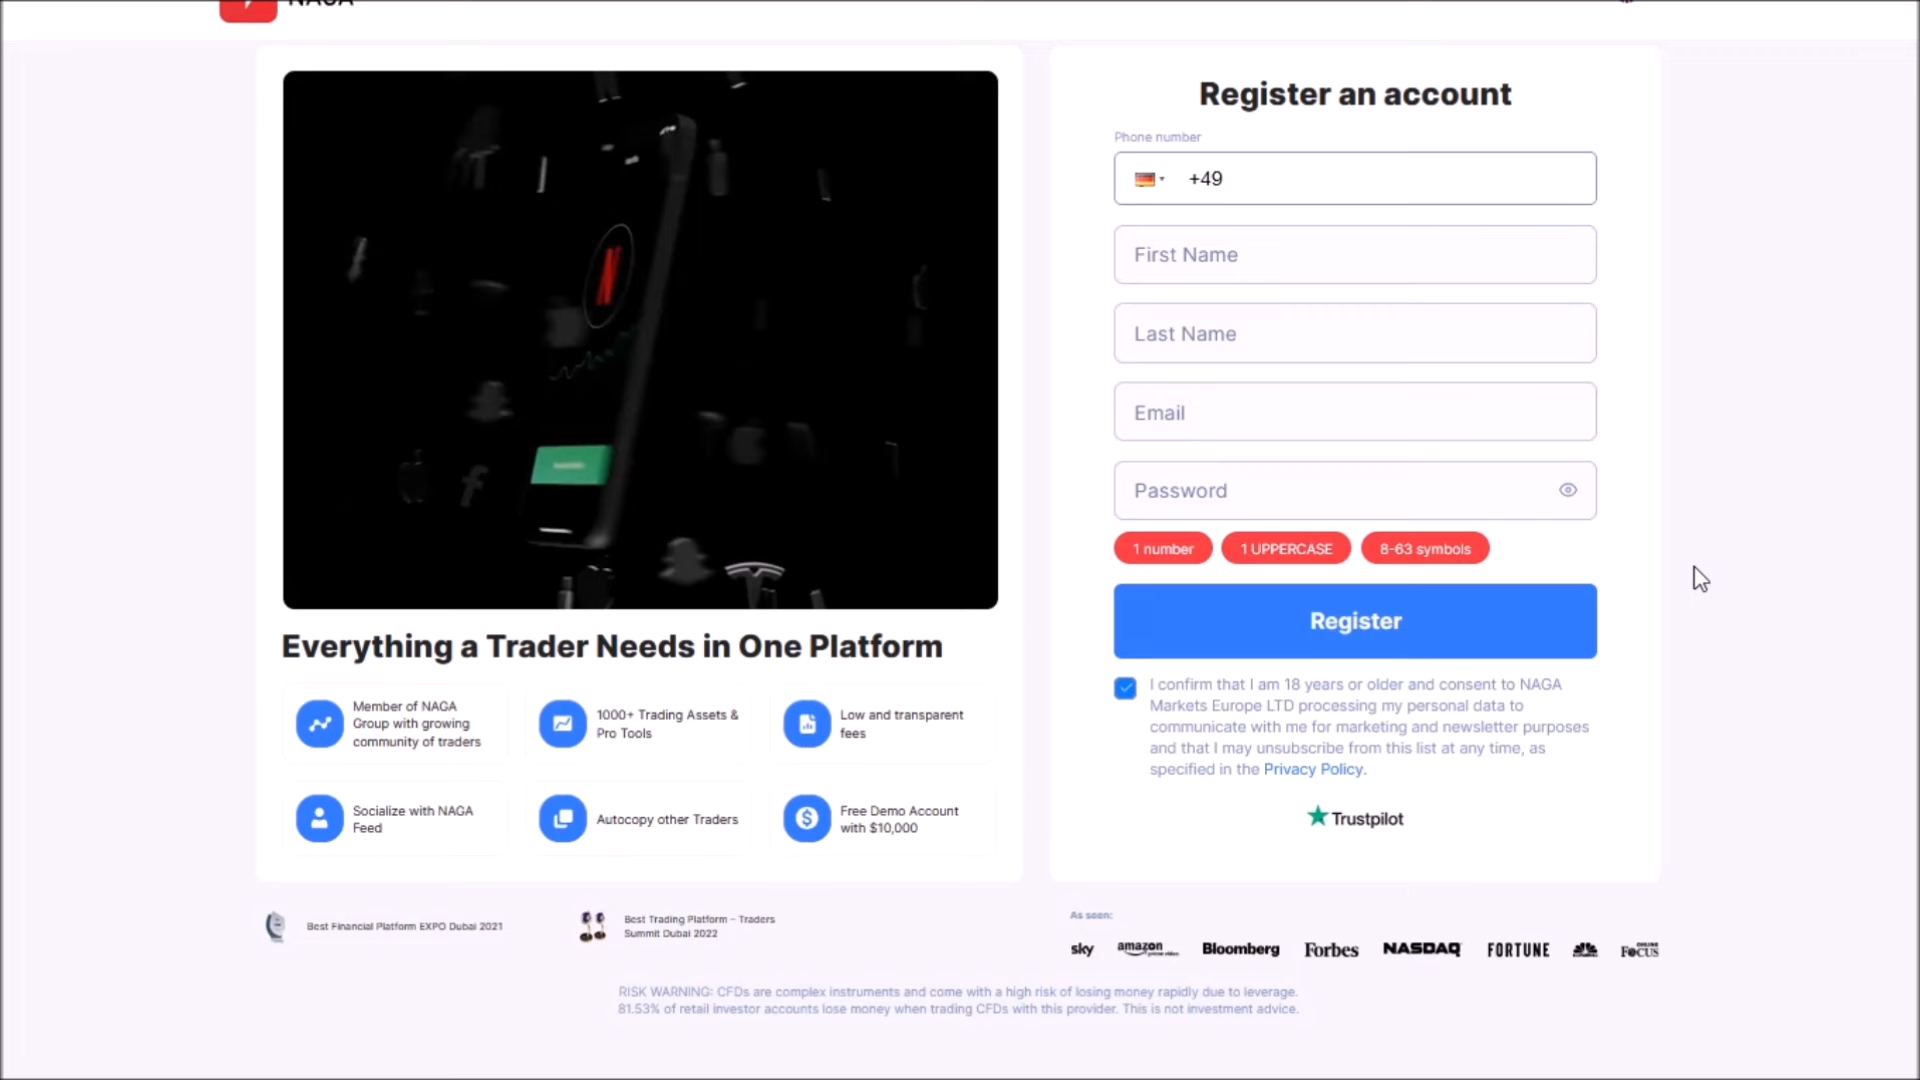 NAGA
Register an account
Phone number
+49
First Name
Last Name
Email
Password
1 number
1 UPPERCASE
8-63 symbols
Register
I confirm that I am 18 years or older and consent to NAGA
Markets Europe LTD processing my personal data to
communicate with me for marketing and newsletter purposes
and that I may unsubscribe from this list at any time, as
specified in the Privacy Policy.
Trustpilot
Everything a Trader Needs in One Platform
Member of NAGA
Group with growing
community of traders
1000+ Trading Assets &
Pro Tools
Low and transparent
fees
Socialize with NAGA
Feed
Autocopy other Traders
Free Demo Account
with $10,000
Best Financial Platform EXPO Dubai 2021
Best Trading Platform – Traders
Summit Dubai 2022
As seen:
sky
amazon
prime video
Bloomberg
Forbes
NASDAQ
FORTUNE
ONLINE
FOCUS
RISK WARNING: CFDs are complex instruments and come with a high risk of losing money rapidly due to leverage.
81.53% of retail investor accounts lose money when trading CFDs with this provider. This is not investment advice.